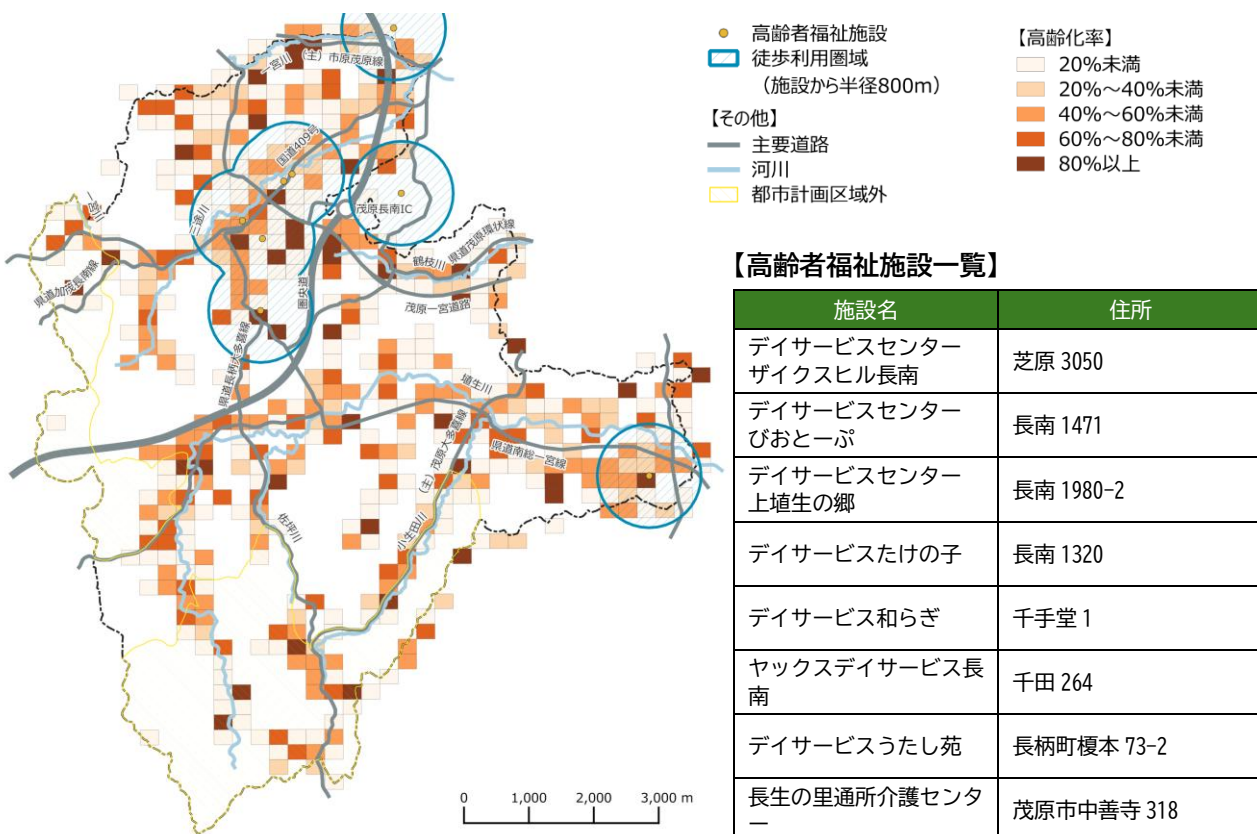 高齢者福祉施設
徒歩利用圏域
（施設から半径800m）
【その他】
主要道路
河川
都市計画区域外
【高齢化率】
20%未満
20%～40%未満
40%～60%未満
60%～80%未満
80%以上
一宮川
（主）市原茂原線
国道409号
三途川
茂原長南IC
一宮川
県道加茂長南線
鶴枝川
県道茂原環状線
茂原一宮道路
圏央道
県道長柄大多喜線
埴生川
（主）茂原大多喜線
県道南総一宮線
佐坪川
小生田川
0 1,000 2,000 3,000 m
【高齢者福祉施設一覧】
施設名 住所
デイサービスセンター
ザイクスヒル長南
芝原 3050
デイサービスセンター
びおとーぷ
長南 1471
デイサービスセンター
上埴生の郷
長南 1980-2
デイサービスたけの子 長南 1320
デイサービス和らぎ 千手堂 1
ヤックスデイサービス長
南
千田 264
デイサービスうたし苑 長柄町榎本 73-2
長生の里通所介護センタ
ー
茂原市中善寺 318